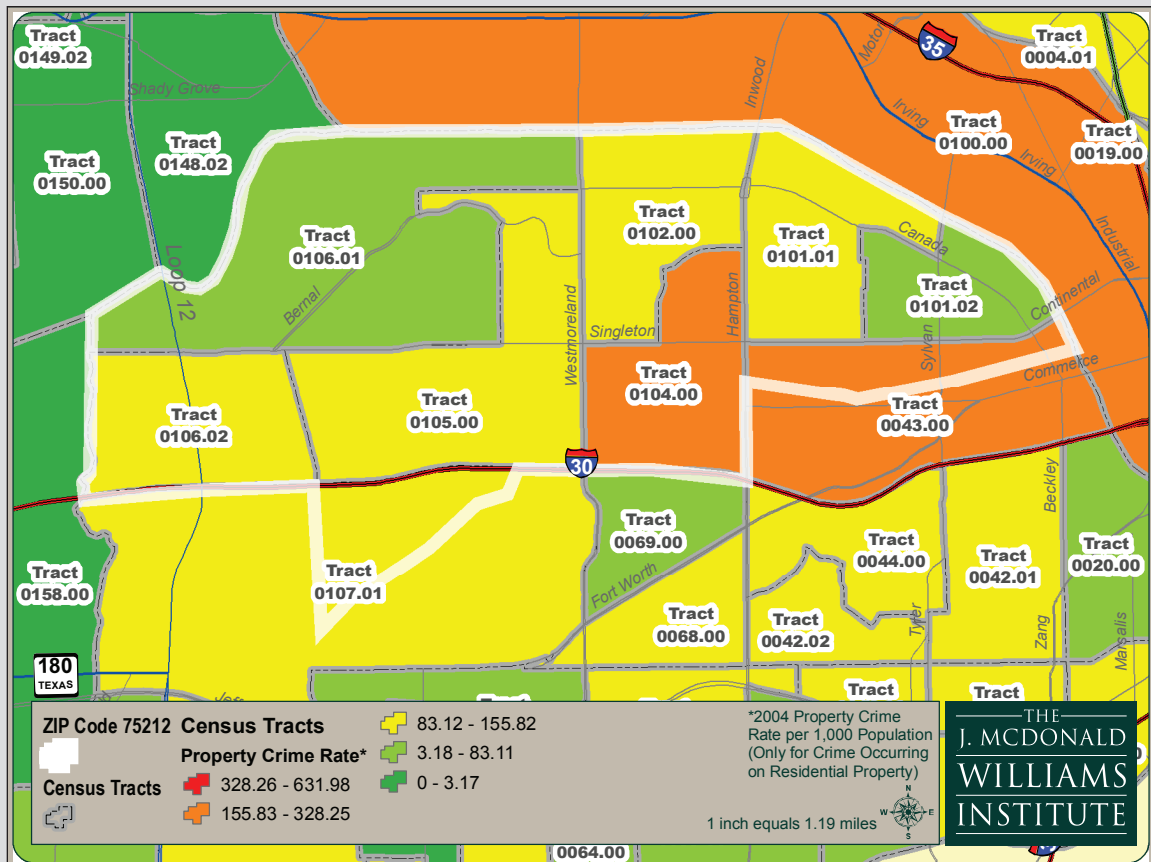 Tract
0149.02
Shady Grove
Tract
0150.00
Tract
0148.02
Loop 12
Inwood
Motor
35
Tract
0004.01
Irving
Tract
0100.00
Irving
Tract
0019.00
Industrial
Tract
0106.01
Bernal
Tract
0102.00
Westmoreland
Singleton
Hampton
Tract
0101.01
Canada
Tract
0101.02
Sylvan
Continental
Commerce
Tract
0106.02
Tract
0105.00
Tract
0104.00
Tract
0043.00
30
Tract
0158.00
Tract
0107.01
Tract
0069.00
Fort Worth
Tract
0068.00
Tract
0042.02
Tract
0044.00
Tyler
Tract
0042.01
Beckley
Zang
Tract
0020.00
Marsalis
180
TEXAS
Tract
Tract
ZIP Code 75212
Census Tracts
Census Tracts
Property Crime Rate*
328.26 - 631.98
155.83 - 328.25
83.12 - 155.82
3.18 - 83.11
0 - 3.17
*2004 Property Crime
Rate per 1,000 Population
(Only for Crime Occurring
on Residential Property)
N
W E
S
1 inch equals 1.19 miles
THE
J. MCDONALD
WILLIAMS
INSTITUTE
0064.00